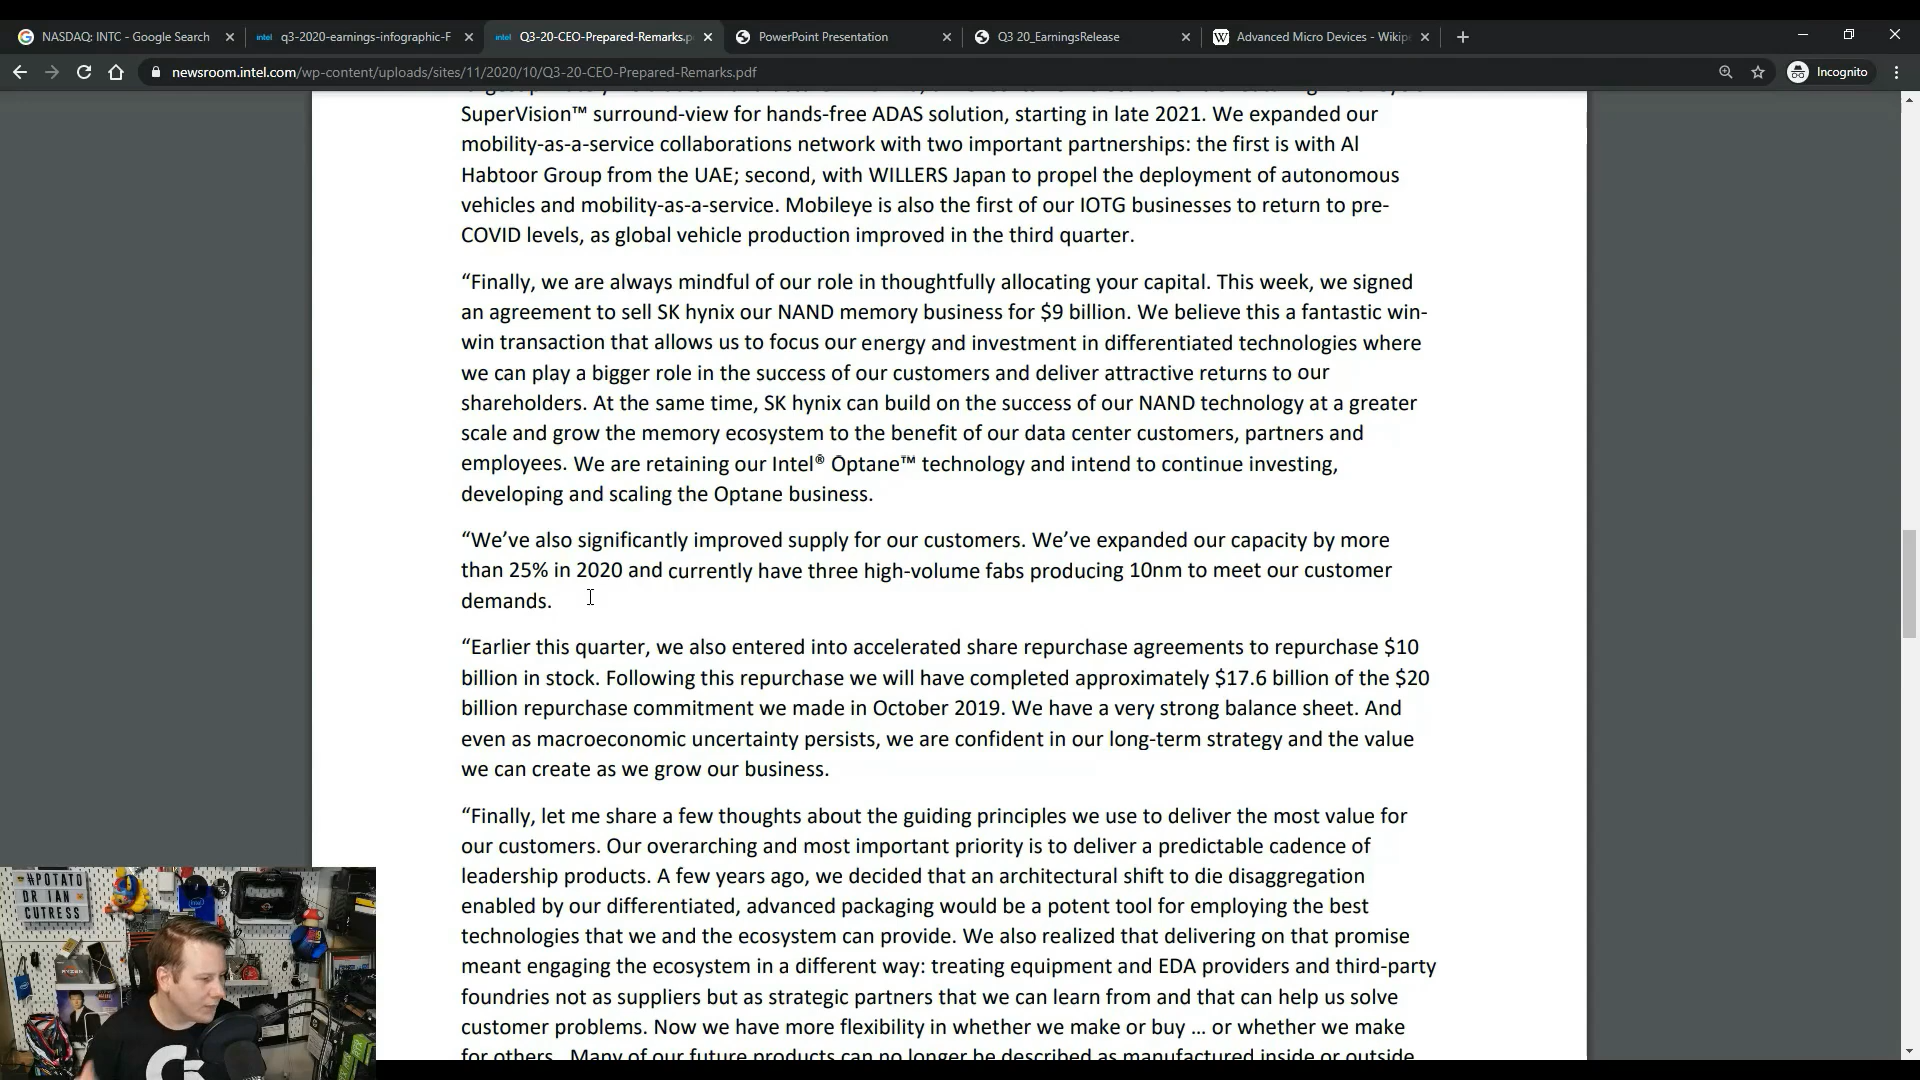 NASDAQ: INTC - Google Search
q3-2020-earnings-infographic-F
Q3-20-CEO-Prepared-Remarks.p
PowerPoint Presentation
Q3 20_EarningsRelease
Advanced Micro Devices - Wikip
newsroom.intel.com/wp-content/uploads/sites/11/2020/10/Q3-20-CEO-Prepared-Remarks.pdf
Incognito
SuperVision™ surround-view for hands-free ADAS solution, starting in late 2021. We expanded our
mobility-as-a-service collaborations network with two important partnerships: the first is with Al
Habtoor Group from the UAE; second, with WILLERS Japan to propel the deployment of autonomous
vehicles and mobility-as-a-service. Mobileye is also the first of our IOTG businesses to return to pre-
COVID levels, as global vehicle production improved in the third quarter.
“Finally, we are always mindful of our role in thoughtfully allocating your capital. This week, we signed
an agreement to sell SK hynix our NAND memory business for $9 billion. We believe this a fantastic win-
win transaction that allows us to focus our energy and investment in differentiated technologies where
we can play a bigger role in the success of our customers and deliver attractive returns to our
shareholders. At the same time, SK hynix can build on the success of our NAND technology at a greater
scale and grow the memory ecosystem to the benefit of our data center customers, partners and
employees. We are retaining our Intel® Optane™ technology and intend to continue investing,
developing and scaling the Optane business.
“We’ve also significantly improved supply for our customers. We’ve expanded our capacity by more
than 25% in 2020 and currently have three high-volume fabs producing 10nm to meet our customer
demands.
“Earlier this quarter, we also entered into accelerated share repurchase agreements to repurchase $10
billion in stock. Following this repurchase we will have completed approximately $17.6 billion of the $20
billion repurchase commitment we made in October 2019. We have a very strong balance sheet. And
even as macroeconomic uncertainty persists, we are confident in our long-term strategy and the value
we can create as we grow our business.
“Finally, let me share a few thoughts about the guiding principles we use to deliver the most value for
our customers. Our overarching and most important priority is to deliver a predictable cadence of
leadership products. A few years ago, we decided that an architectural shift to die disaggregation
enabled by our differentiated, advanced packaging would be a potent tool for employing the best
technologies that we and the ecosystem can provide. We also realized that delivering on that promise
meant engaging the ecosystem in a different way: treating equipment and EDA providers and third-party
foundries not as suppliers but as strategic partners that we can learn from and that can help us solve
customer problems. Now we have more flexibility in whether we make or buy … or whether we make
for others. Many of our future products can no longer be described as manufactured inside or outside
#POTATO
DR IAN
CUTRESS
RYZEN